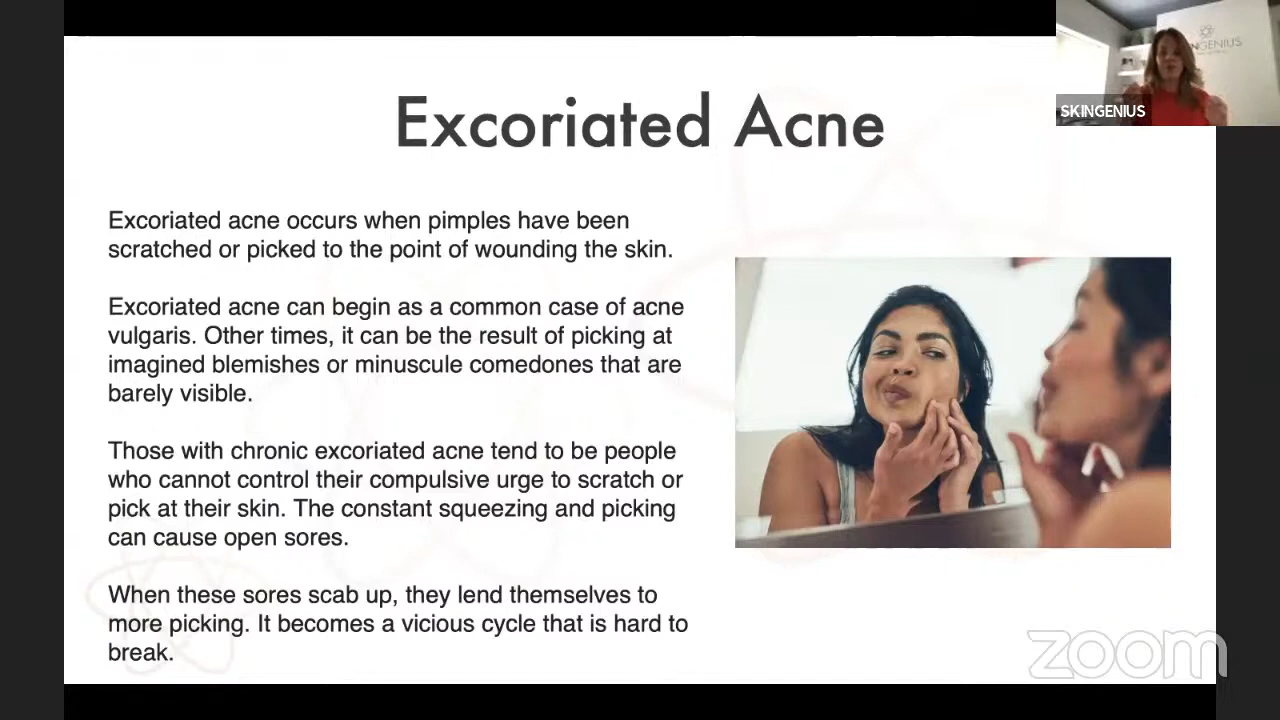 SKINGENIUS
Excoriated Acne
Excoriated acne occurs when pimples have been
scratched or picked to the point of wounding the skin.
Excoriated acne can begin as a common case of acne
vulgaris. Other times, it can be the result of picking at
imagined blemishes or minuscule comedones that are
barely visible.
Those with chronic excoriated acne tend to be people
who cannot control their compulsive urge to scratch or
pick at their skin. The constant squeezing and picking
can cause open sores.
When these sores scab up, they lend themselves to
more picking. It becomes a vicious cycle that is hard to
break.
zoom